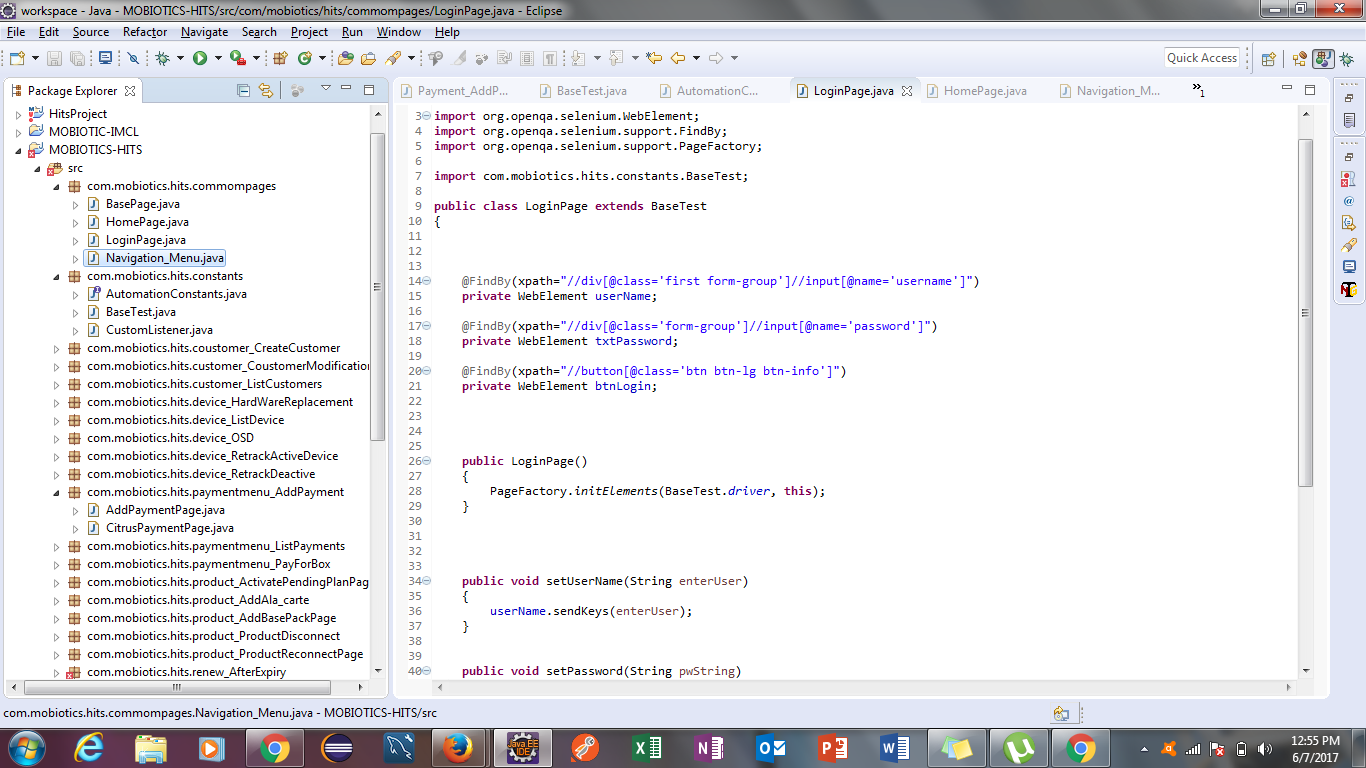 workspace - Java - MOBIOTICS-HITS/src/com/mobiotics/hits/commompages/LoginPage.java - Eclipse
File Edit Source Refactor Navigate Search Project Run Window Help
Quick Access
Package Explorer
Payment_AddP... BaseTest.java AutomationC... LoginPage.java HomePage.java Navigation_M... »1
HitsProject
MOBIOTIC-IMCL
MOBIOTICS-HITS
src
com.mobiotics.hits.commompages
BasePage.java
HomePage.java
LoginPage.java
Navigation_Menu.java
com.mobiotics.hits.constants
AutomationConstants.java
BaseTest.java
CustomListener.java
com.mobiotics.hits.coustomer_CreateCustomer
com.mobiotics.hits.customer_CoustomerModification
com.mobiotics.hits.customer_ListCustomers
com.mobiotics.hits.device_HardWareReplacement
com.mobiotics.hits.device_ListDevice
com.mobiotics.hits.device_OSD
com.mobiotics.hits.device_RetrackActiveDevice
com.mobiotics.hits.device_RetrackDeactive
com.mobiotics.hits.paymentmenu_AddPayment
AddPaymentPage.java
CitrusPaymentPage.java
com.mobiotics.hits.paymentmenu_ListPayments
com.mobiotics.hits.paymentmenu_PayForBox
com.mobiotics.hits.product_ActivatePendingPlanPag
com.mobiotics.hits.product_AddAla_carte
com.mobiotics.hits.product_AddBasePackPage
com.mobiotics.hits.product_ProductDisconnect
com.mobiotics.hits.product_ProductReconnectPage
com.mobiotics.hits.renew_AfterExpiry
3 import org.openqa.selenium.WebElement;
4 import org.openqa.selenium.support.FindBy;
5 import org.openqa.selenium.support.PageFactory;
6
7 import com.mobiotics.hits.constants.BaseTest;
8
9 public class LoginPage extends BaseTest
10 {
11
12
13
14 @FindBy(xpath="//div[@class='first form-group']//input[@name='username']")
15 private WebElement userName;
16
17 @FindBy(xpath="//div[@class='form-group']//input[@name='password']")
18 private WebElement txtPassword;
19
20 @FindBy(xpath="//button[@class='btn btn-lg btn-info']")
21 private WebElement btnLogin;
22
23
24
25
26 public LoginPage()
27 {
28 PageFactory.initElements(BaseTest.driver, this);
29 }
30
31
32
33
34 public void setUserName(String enterUser)
35 {
36 userName.sendKeys(enterUser);
37 }
38
39
40 public void setPassword(String pwString)
com.mobiotics.hits.commompages.Navigation_Menu.java - MOBIOTICS-HITS/src
Java EE
IDE
12:55 PM
6/7/2017